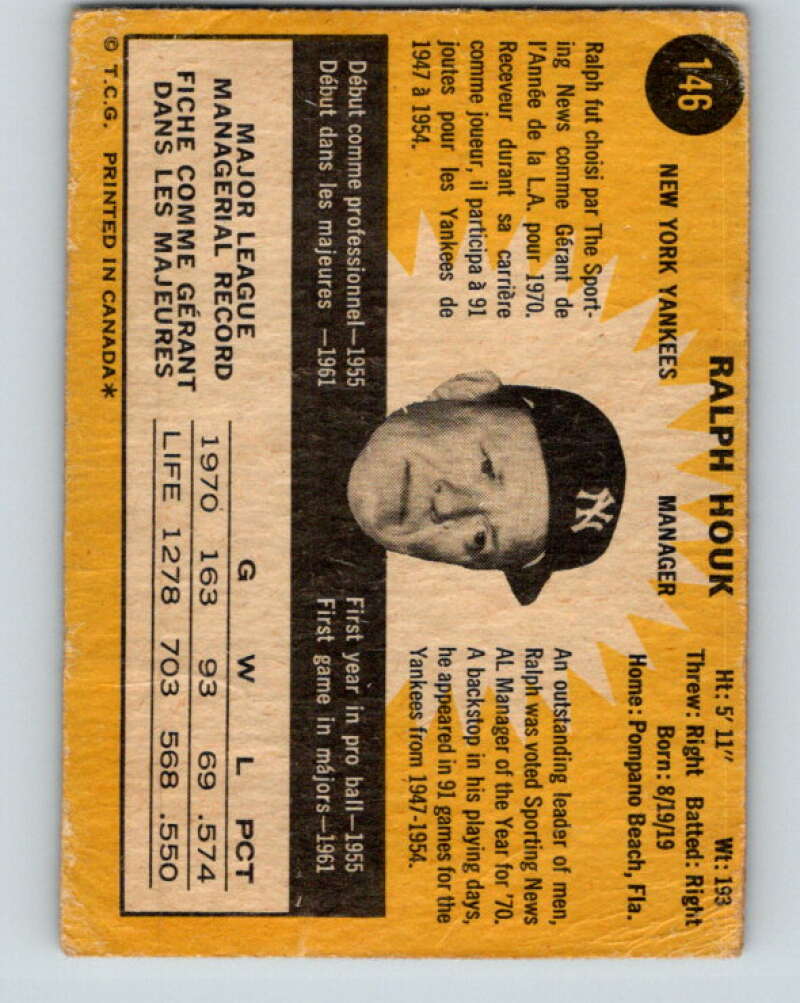 146
RALPH HOUK
NEW YORK YANKEES MANAGER
Ht: 5' 11" Wt: 193
Threw: Right Batted: Right
Born: 8/19/19
Home: Pompano Beach, Fla.
Ralph fut choisi par The Sport-
ing News comme Gérant de
l'Année de la L.A. pour 1970.
Receveur durant sa carrière
comme joueur, il participa à 91
joutes pour les Yankees de
1947 à 1954.
NY
An outstanding leader of men,
Ralph was voted Sporting News
AL Manager of the Year for '70.
A backstop in his playing days,
he appeared in 91 games for the
Yankees from 1947-1954.
Début comme professionnel—1955
Début dans les majeures —1961
First year in pro ball—1955
First game in májors—1961
MAJOR LEAGUE
MANAGERIAL RECORD
FICHE COMME GÉRANT
DANS LES MAJEURES
G W L PCT
1970 163 93 69 .574
LIFE 1278 703 568 .550
© T.C.G. PRINTED IN CANADA*